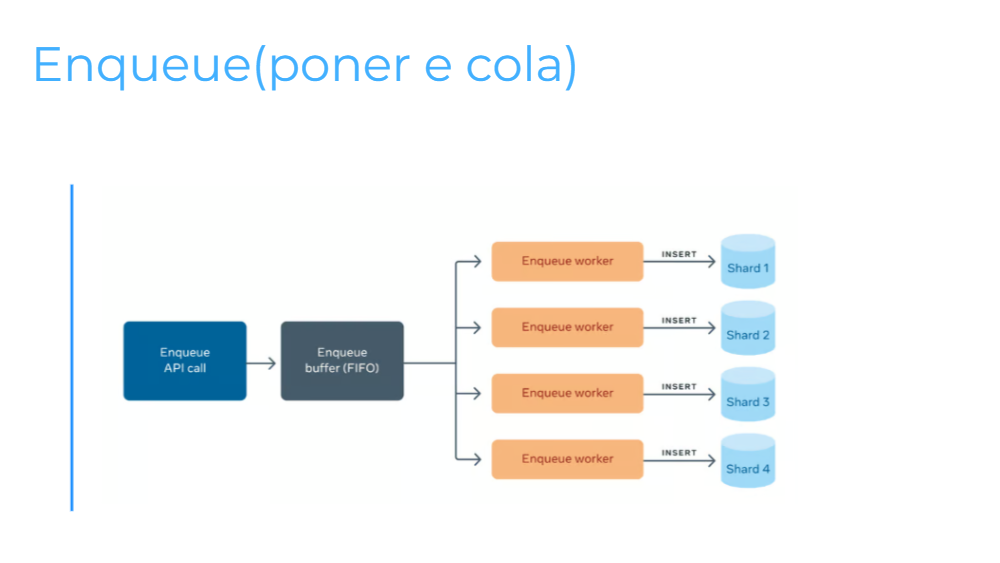 Enqueue(poner e cola)
Enqueue
API call
Enqueue
buffer (FIFO)
Enqueue worker
INSERT
Shard 1
Enqueue worker
INSERT
Shard 2
Enqueue worker
INSERT
Shard 3
Enqueue worker
INSERT
Shard 4